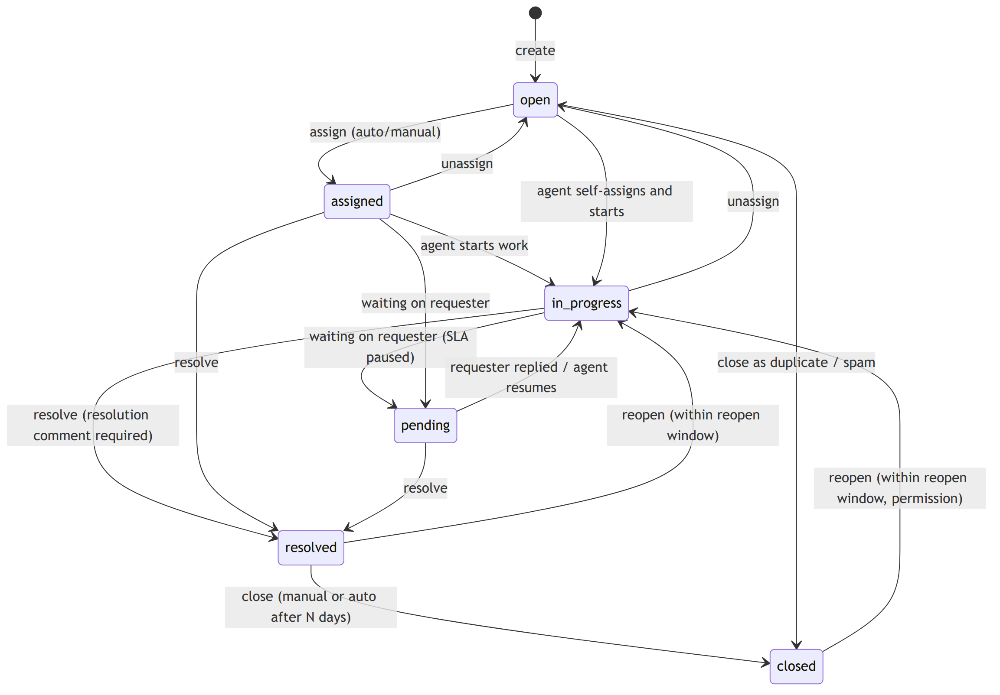 create
open
assign (auto/manual)
unassign
agent self-assigns and
starts
unassign
assigned
agent starts work
waiting on requester
in_progress
waiting on requester (SLA
paused)
resolve
requester replied / agent
resumes
close as duplicate / spam
resolve (resolution
comment required)
pending
reopen (within reopen
window)
resolve
reopen (within reopen
window, permission)
resolved
close (manual or auto
after N days)
closed